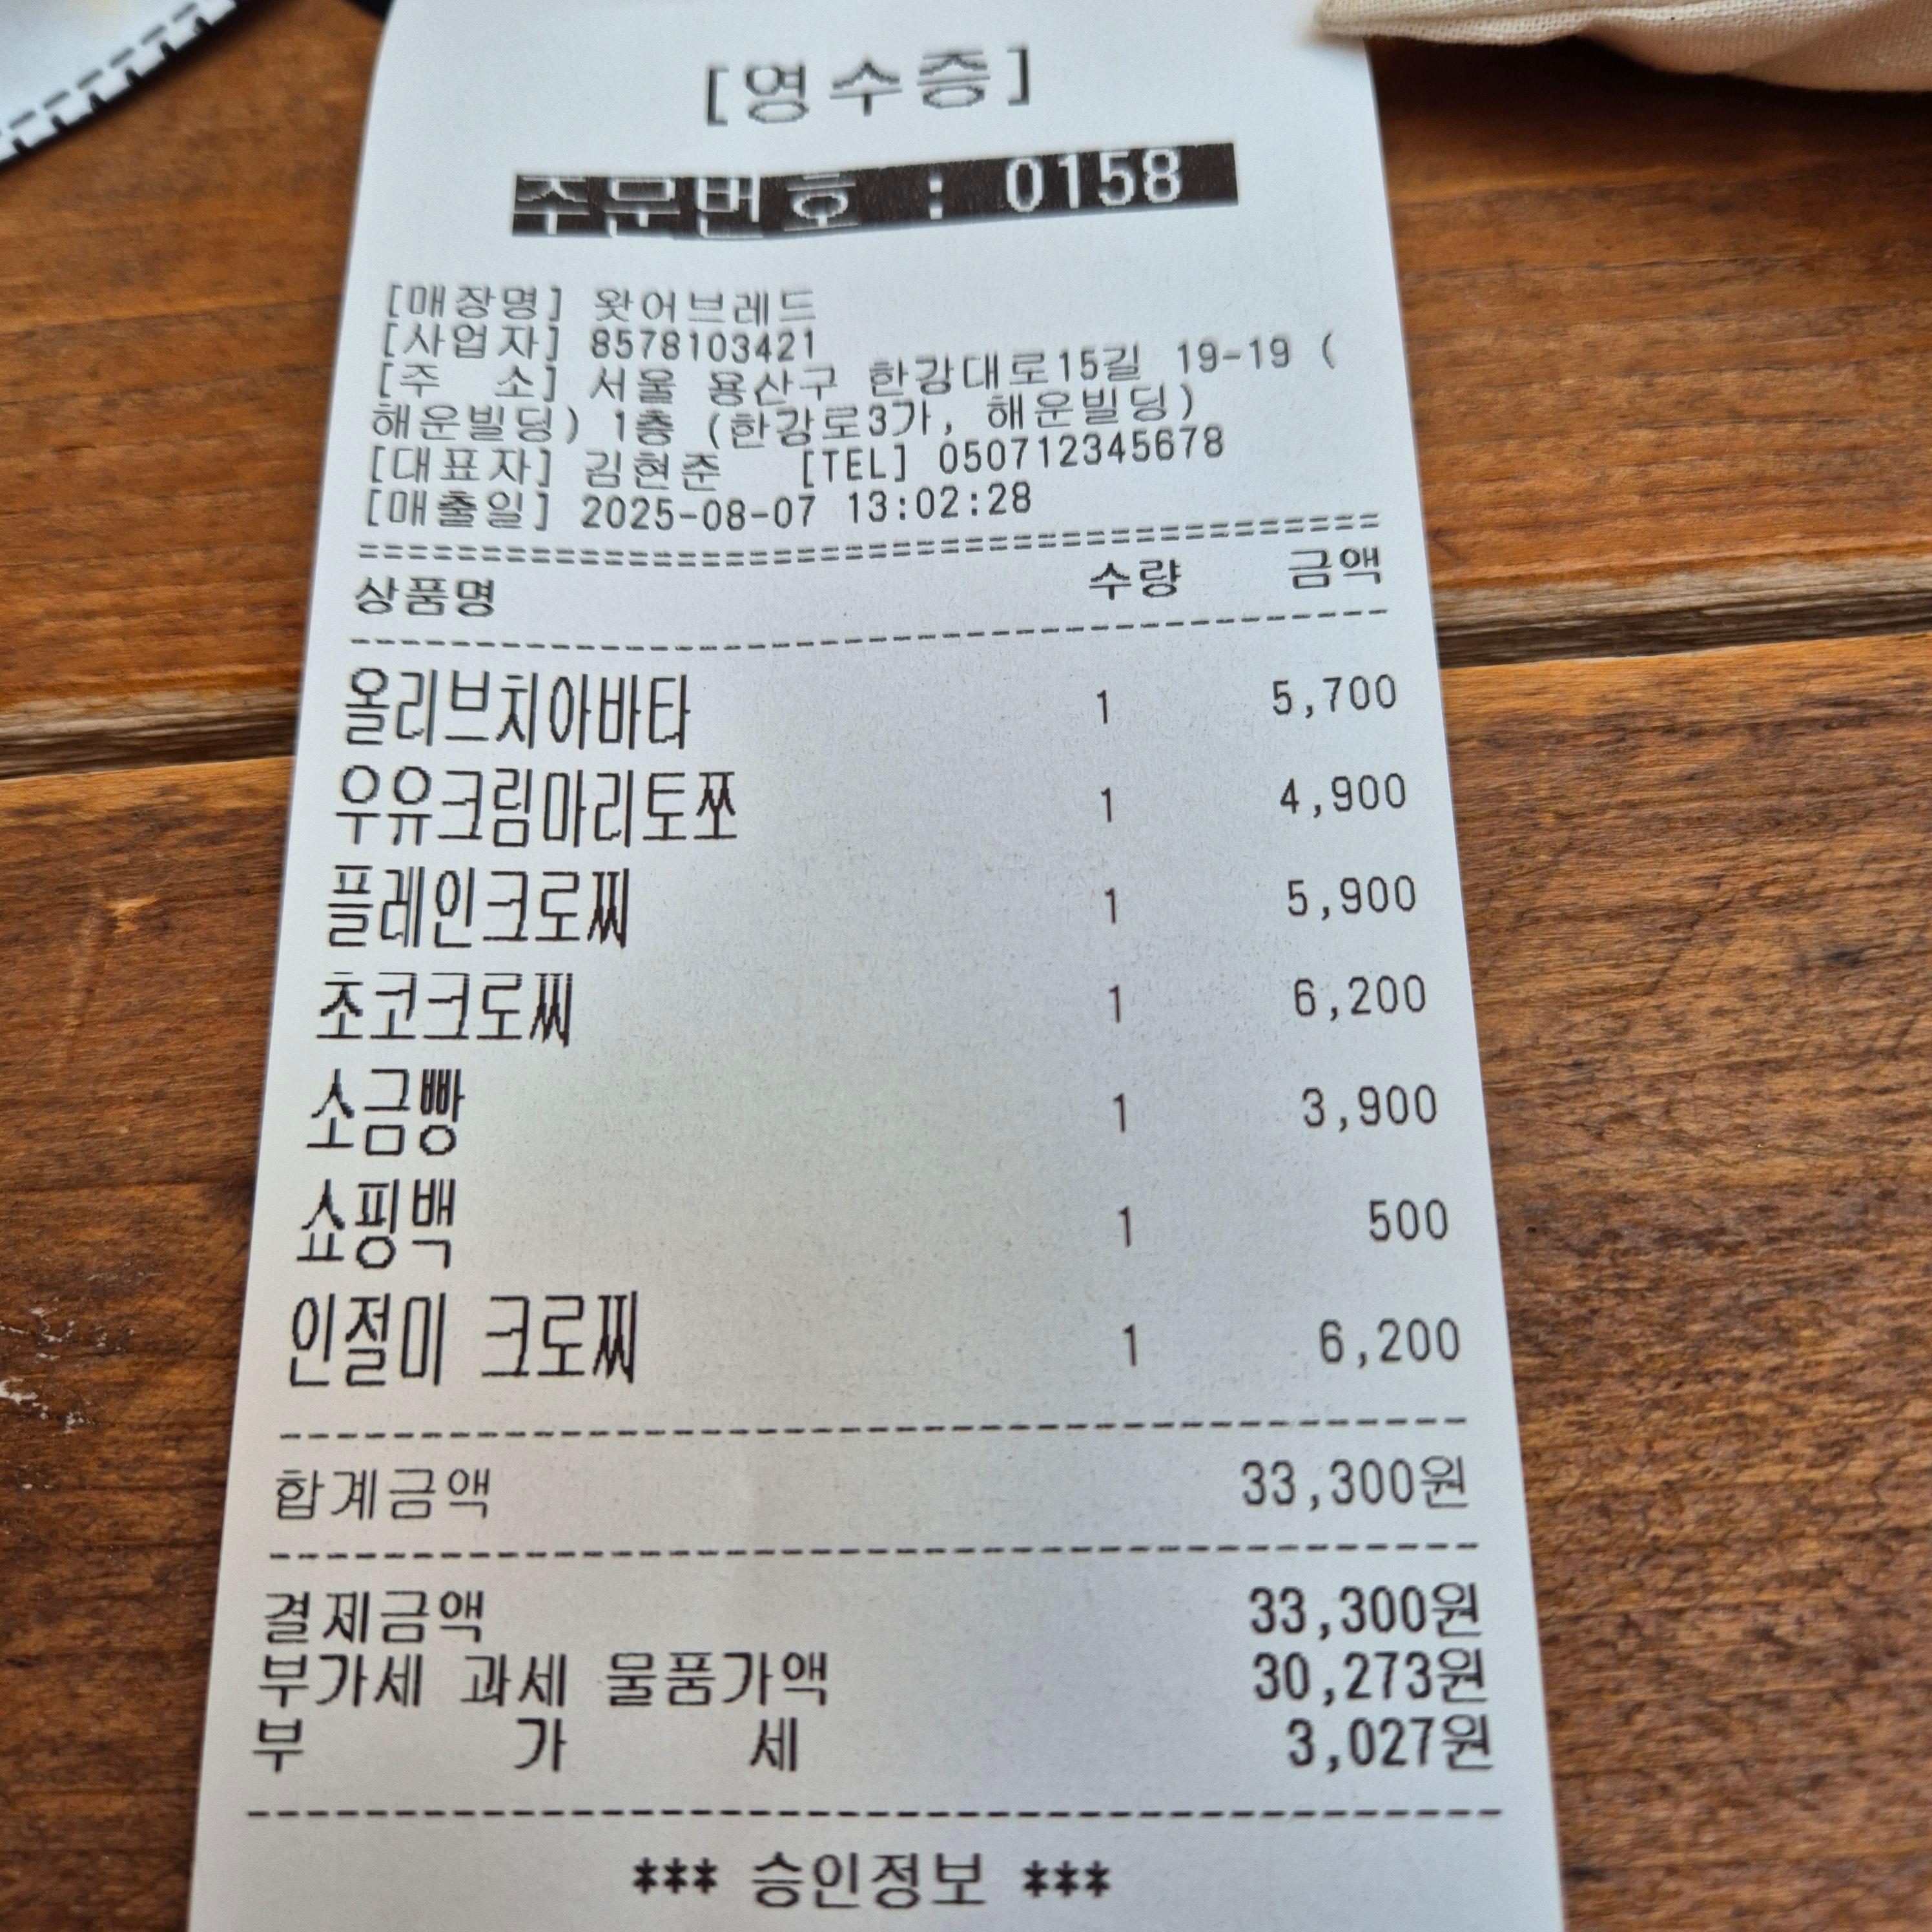 [영수증]
주문번호 : 0158
[매장명] 왓어브레드
[사업자] 8578103421
[주 소] 서울 용산구 한강대로15길 19-19 (
해운빌딩) 1층 (한강로3가, 해운빌딩)
[대표자] 김현준 [TEL] 050712345678
[매출일] 2025-08-07 13:02:28
========================================
상품명 수량 금액
----------------------------------------
올리브치아바타 1 5,700
우유크림마리토쪼 1 4,900
플레인크로찌 1 5,900
초코크로찌 1 6,200
소금빵 1 3,900
쇼핑백 1 500
인절미 크로찌 1 6,200
----------------------------------------
합계금액 33,300원
----------------------------------------
결제금액 33,300원
부가세 과세 물품가액 30,273원
부 가 세 3,027원
----------------------------------------
*** 승인정보 ***